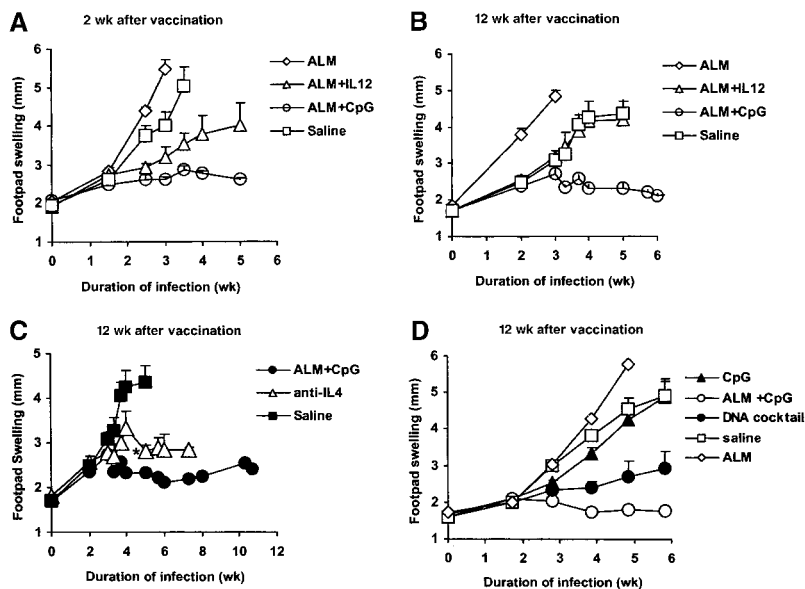 A
2 wk after vaccination
Footpad swelling (mm)
6
5
4
3
2
1
0 1 2 3 4 5 6
Duration of infection (wk)
ALM
ALM+IL12
ALM+CpG
Saline
B
12 wk after vaccination
Footpad swelling (mm)
6
5
4
3
2
1
0 2 3 4 5 6
Duration of infection (wk)
ALM
ALM+IL12
ALM+CpG
Saline
C
12 wk after vaccination
Footpad swelling (mm)
5
4
3
2
1
*
0 2 4 6 8 10 12
Duration of infection (wk)
ALM+CpG
anti-IL4
Saline
D
12 wk after vaccination
Footpad Swelling (mm)
6
5
4
3
2
1
0 1 2 3 4 5 6
Duration of infection (wk)
CpG
ALM +CpG
DNA cocktail
saline
ALM